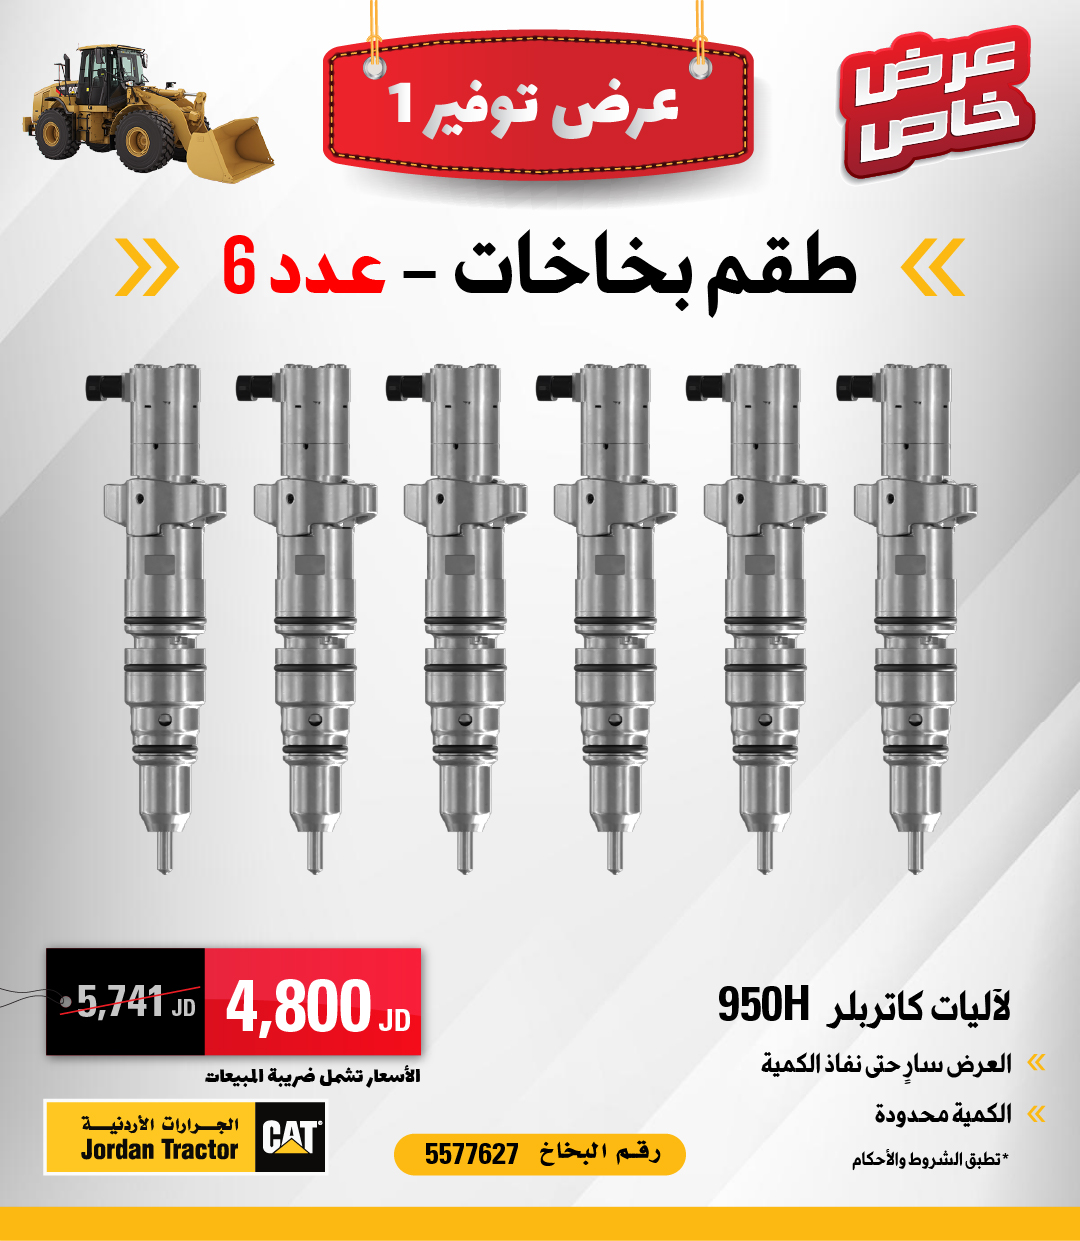 عرض توفير 1
عرض
خاص
طقم بخاخات – عدد 6
5,741 JD
4,800 JD
الأسعار تشمل ضريبة المبيعات
لآليات كاتربلر 950H
العرض سارٍ حتى نفاذ الكمية
الكمية محدودة
*تطبق الشروط والأحكام
رقم البخاخ 5577627
الجرارات الأردنية
Jordan Tractor
CAT
CAT